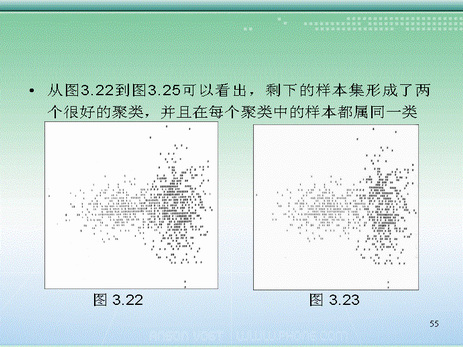 • 从图3.22到图3.25可以看出，剩下的样本集形成了两
个很好的聚类，并且在每个聚类中的样本都属同一类
图 3.22
图 3.23
55